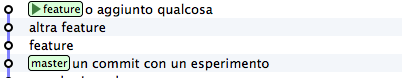 feature o aggiunto qualcosa
altra feature
feature
master un commit con un esperimento